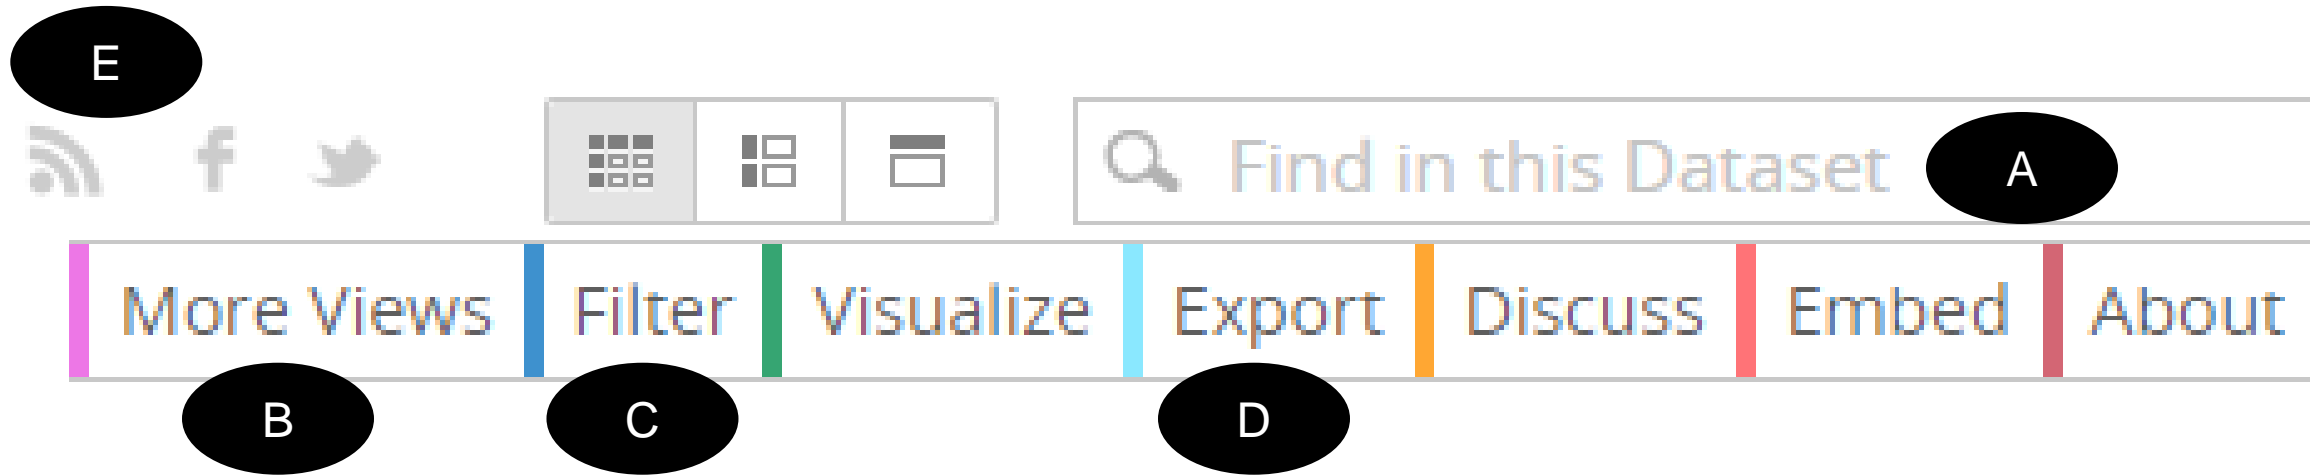 E
Find in this Dataset A
More Views Filter Visualize Export Discuss Embed About
B C D